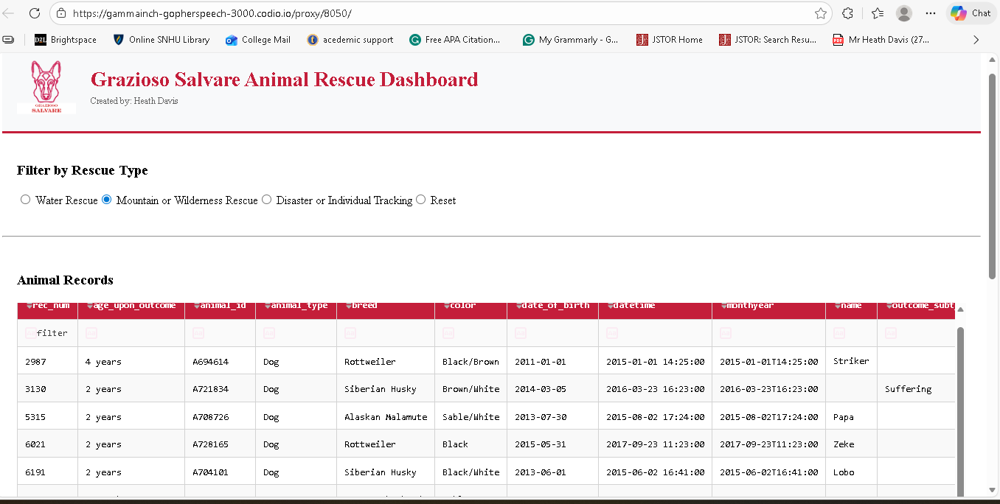 https://gammainch-gopherspeech-3000.codio.io/proxy/8050/
Chat
D2L Brightspace Online SNHU Library College Mail acedemic support Free APA Citation... My Grammarly - G... JSTOR Home JSTOR: Search Resu... PDF Mr Heath Davis (27...
GRAZIOSO
SALVARE
Grazioso Salvare Animal Rescue Dashboard
Created by: Heath Davis
Filter by Rescue Type
Water Rescue Mountain or Wilderness Rescue Disaster or Individual Tracking Reset
Animal Records
rec_num age_upon_outcome animal_id animal_type breed color date_of_birth datetime monthyear name outcome_subt
filter
2987 4 years A694614 Dog Rottweiler Black/Brown 2011-01-01 2015-01-01 14:25:00 2015-01-01T14:25:00 Striker
3130 2 years A721834 Dog Siberian Husky Brown/White 2014-03-05 2016-03-23 16:23:00 2016-03-23T16:23:00 Suffering
5315 2 years A708726 Dog Alaskan Malamute Sable/White 2013-07-30 2015-08-02 17:24:00 2015-08-02T17:24:00 Papa
6021 2 years A728165 Dog Rottweiler Black 2015-05-31 2017-09-23 11:23:00 2017-09-23T11:23:00 Zeke
6191 2 years A704101 Dog Siberian Husky Black/White 2013-06-01 2015-06-02 16:41:00 2015-06-02T16:41:00 Lobo